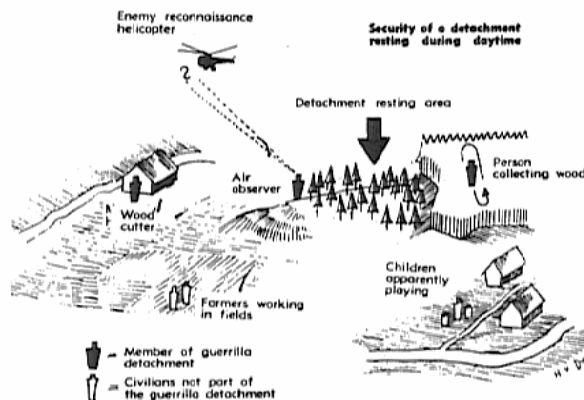 Enemy reconnaissance
helicopter
Security of a detachment
resting during daytime
?
Detachment resting area
Person
collecting wood
Air
observer
Wood
cutter
Children
apparently
playing
Farmers working
in fields
- Member of guerrilla
detachment
- Civilians not part of
the guerrilla detachment